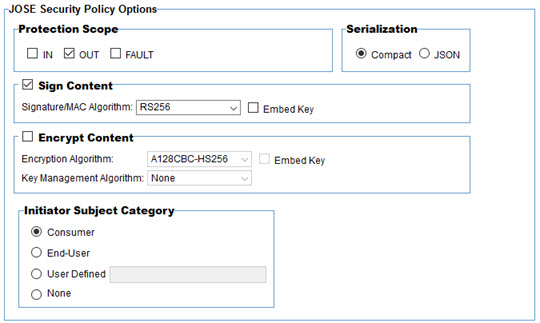 JOSE Security Policy Options
Protection Scope
IN OUT FAULT
Serialization
Compact JSON
Sign Content
Signature/MAC Algorithm: RS256 Embed Key
Encrypt Content
Encryption Algorithm: A128CBC-HS256 Embed Key
Key Management Algorithm: None
Initiator Subject Category
Consumer
End-User
User Defined
None